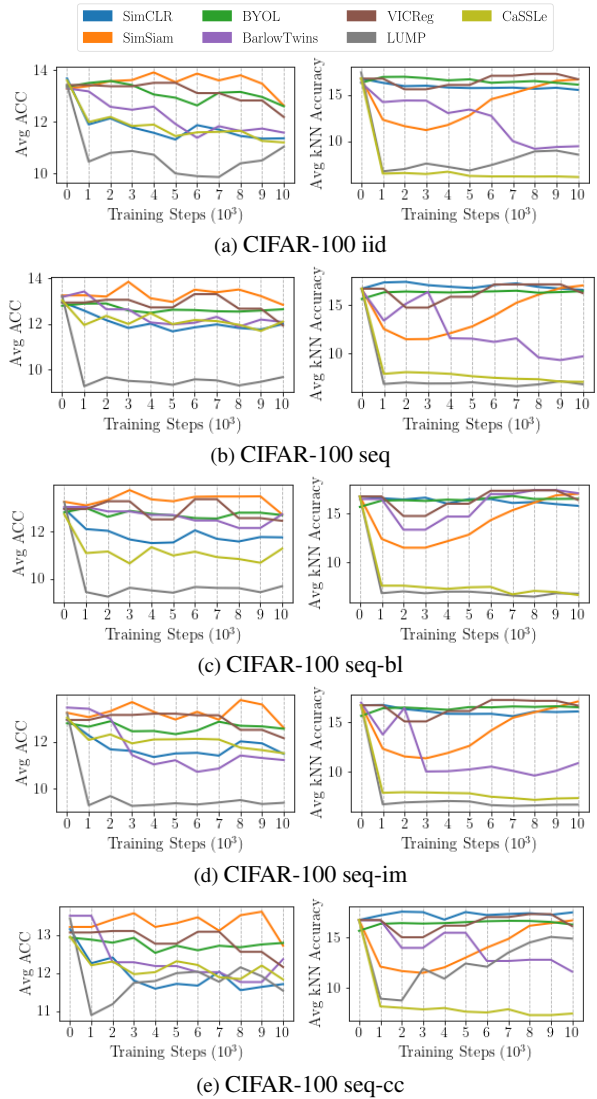 SimCLR BYOL VICReg CaSSLe
SimSiam BarlowTwins LUMP
Avg ACC
14
12
10
0 1 2 3 4 5 6 7 8 9 10
Training Steps (10³)
Avg kNN Accuracy
15
10
0 1 2 3 4 5 6 7 8 9 10
Training Steps (10³)
(a) CIFAR-100 iid
Avg ACC
14
12
10
0 1 2 3 4 5 6 7 8 9 10
Training Steps (10³)
Avg kNN Accuracy
15
10
0 1 2 3 4 5 6 7 8 9 10
Training Steps (10³)
(b) CIFAR-100 seq
Avg ACC
12
10
0 1 2 3 4 5 6 7 8 9 10
Training Steps (10³)
Avg kNN Accuracy
15
10
0 1 2 3 4 5 6 7 8 9 10
Training Steps (10³)
(c) CIFAR-100 seq-bl
Avg ACC
12
10
0 1 2 3 4 5 6 7 8 9 10
Training Steps (10³)
Avg kNN Accuracy
15
10
0 1 2 3 4 5 6 7 8 9 10
Training Steps (10³)
(d) CIFAR-100 seq-im
Avg ACC
13
12
11
0 1 2 3 4 5 6 7 8 9 10
Training Steps (10³)
Avg kNN Accuracy
15
10
0 1 2 3 4 5 6 7 8 9 10
Training Steps (10³)
(e) CIFAR-100 seq-cc